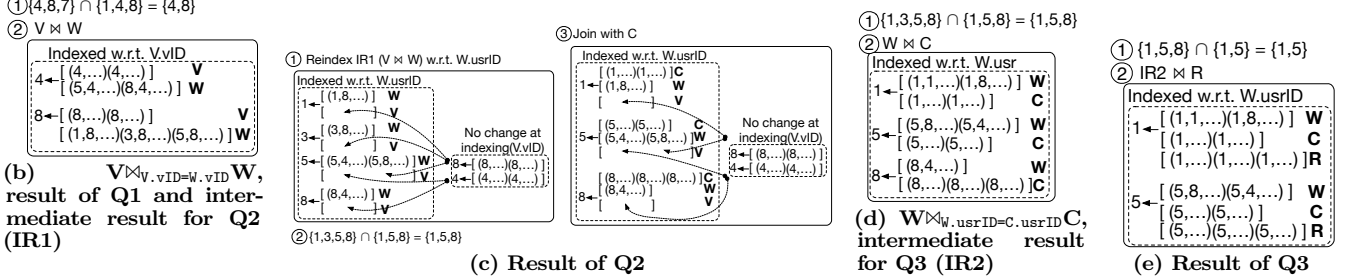 ①{4,8,7} ∩ {1,4,8} = {4,8}
② V ⋈ W
Indexed w.r.t. V.vID
4 [ (4,...)(4,...) ] V
[ (5,4,...)(8,4,...) ] W
8 [ (8,...)(8,...) ] V
[ (1,8,...)(3,8,...)(5,8,...) ] W
(b) V⋈V.vID=W.vID W,
result of Q1 and inter-
mediate result for Q2
(IR1)
① Reindex IR1 (V ⋈ W) w.r.t. W.usrID
Indexed w.r.t. W.usrID
1 [ (1,8,...) ] W
[ ] V
3 [ (3,8,...) ] W
[ ] V
5 [ (5,4,...)(5,8,...) ] W
[ ] V
8 [ (8,4,...) ] W
[ ] V
No change at
indexing(V.vID)
8 [ (8,...)(8,...) ]
4 [ (4,...)(4,...) ]
② {1,3,5,8} ∩ {1,5,8} = {1,5,8}
③Join with C
Indexed w.r.t. W.usrID
1 [ (1,...)(1,...) ] C
[ (1,8,...) ] W
[ ] V
5 [ (5,...)(5,...) ] C
[ (5,4,...)(5,8,...) ] W
[ ] V
8 [ (8,...)(8,...)(8,...) ] C
[ (8,4,...) ] W
[ ] V
No change at
indexing(V.vID)
8 [ (8,...)(8,...) ]
4 [ (4,...)(4,...) ]
(c) Result of Q2
①{1,3,5,8} ∩ {1,5,8} = {1,5,8}
② W ⋈ C
Indexed w.r.t. W.usr
1 [ (1,1,...)(1,8,...) ] W
[ (1,...)(1,...) ] C
5 [ (5,8,...)(5,4,...) ] W
[ (5,...)(5,...) ] C
8 [ (8,4,...) ] W
[ (8,...)(8,...)(8,...) ] C
(d) W⋈W.usrID=C.usrID C,
intermediate result
for Q3 (IR2)
① {1,5,8} ∩ {1,5} = {1,5}
② IR2 ⋈ R
Indexed w.r.t. W.usrID
1 [ (1,1,...)(1,8,...) ] W
[ (1,...)(1,...) ] C
[ (1,...)(1,...)(1,...) ] R
5 [ (5,8,...)(5,4,...) ] W
[ (5,...)(5,...) ] C
[ (5,...)(5,...)(5,...) ] R
(e) Result of Q3